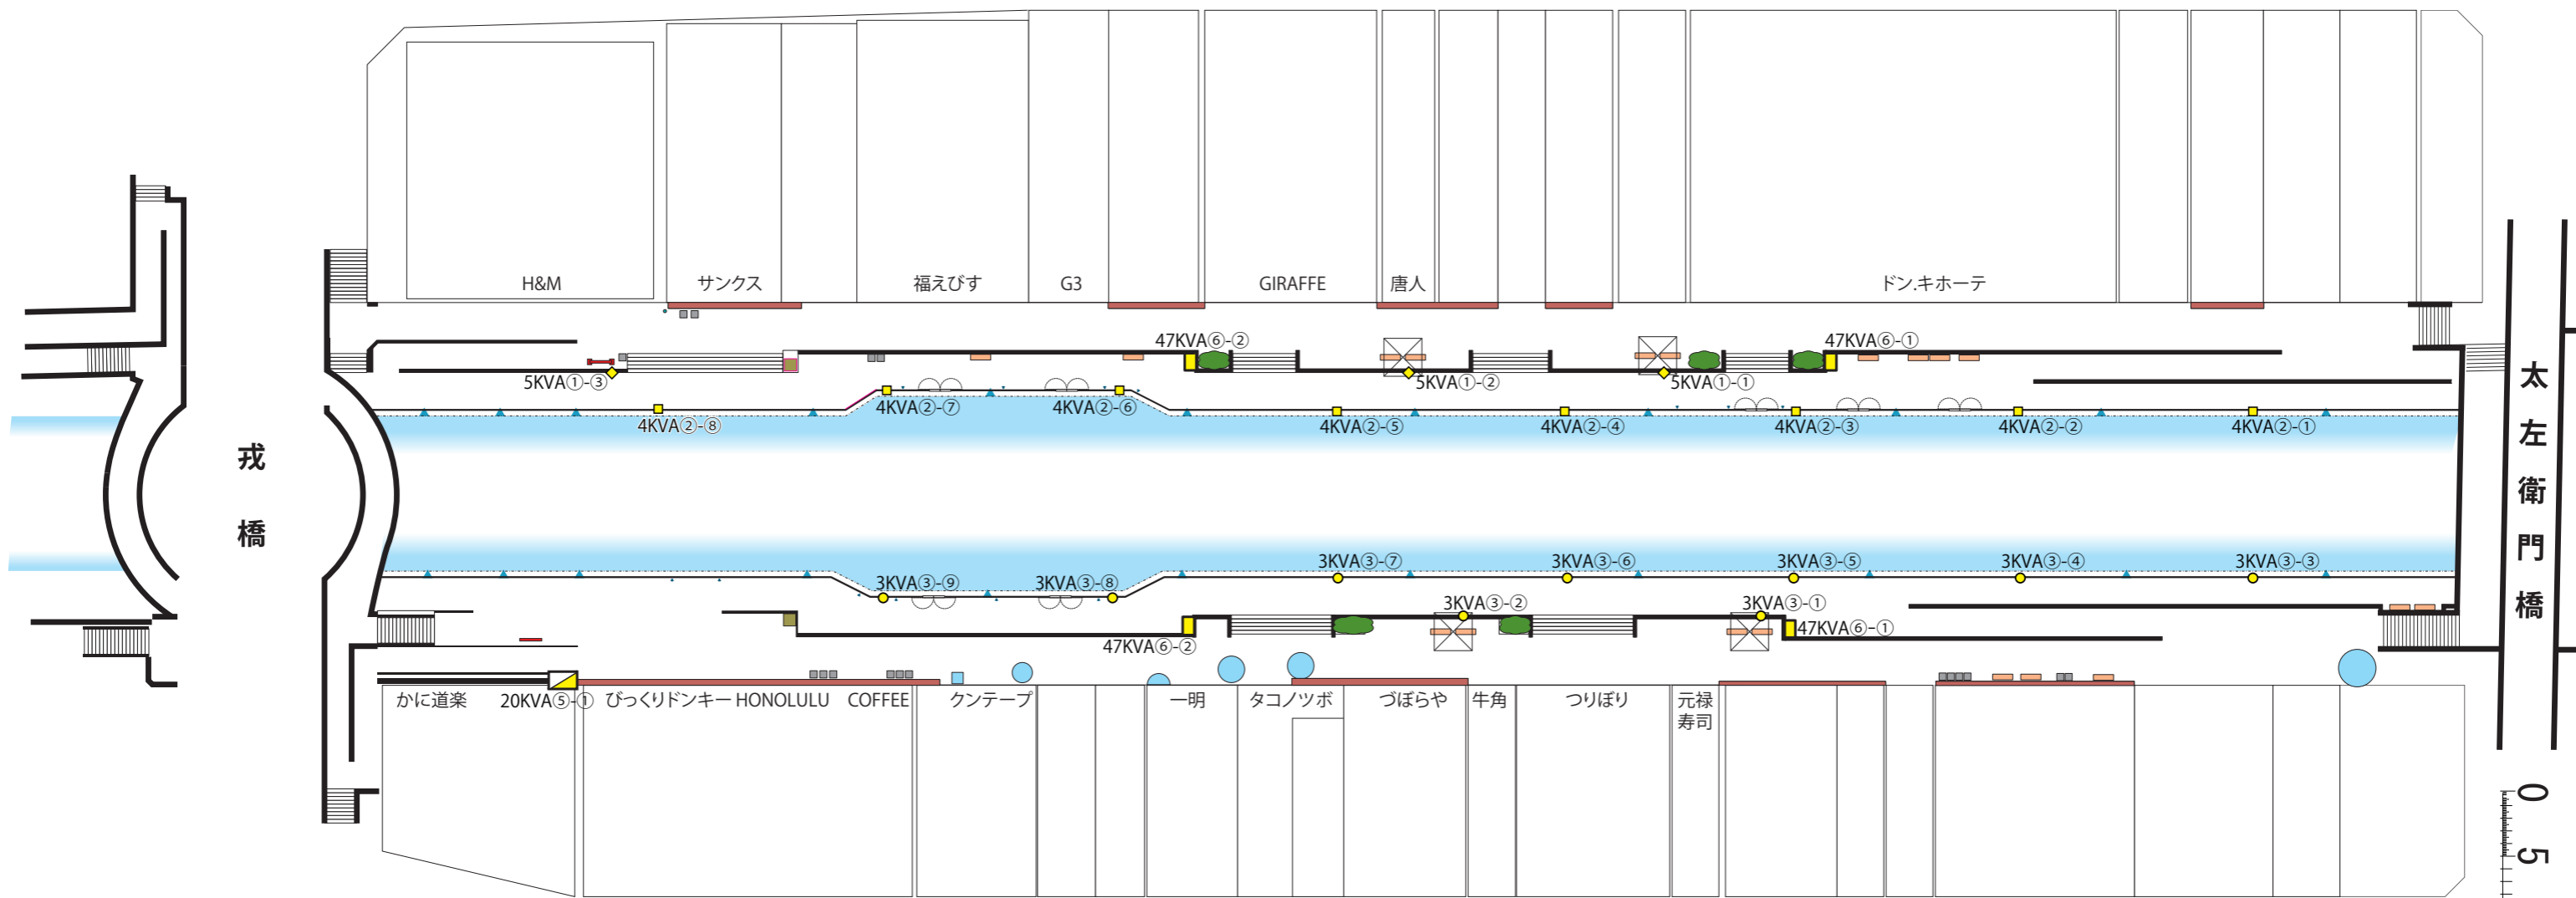 H&M
サンクス
福えびす
G3
GIRAFFE
唐人
ドン.キホーテ
47KVA⑥-②
47KVA⑥-①
5KVA①-③
5KVA①-②
5KVA①-①
4KVA②-⑧
4KVA②-⑦
4KVA②-⑥
4KVA②-⑤
4KVA②-④
4KVA②-③
4KVA②-②
4KVA②-①
戎橋
太左衛門橋
3KVA③-⑨
3KVA③-⑧
3KVA③-⑦
3KVA③-⑥
3KVA③-⑤
3KVA③-④
3KVA③-③
3KVA③-②
3KVA③-①
47KVA⑥-②
47KVA⑥-①
かに道楽
20KVA⑤-①
びっくりドンキー HONOLULU COFFEE
クンテープ
一明
タコノツボ
づぼらや
牛角
つりぼり
元禄
寿司
0
5